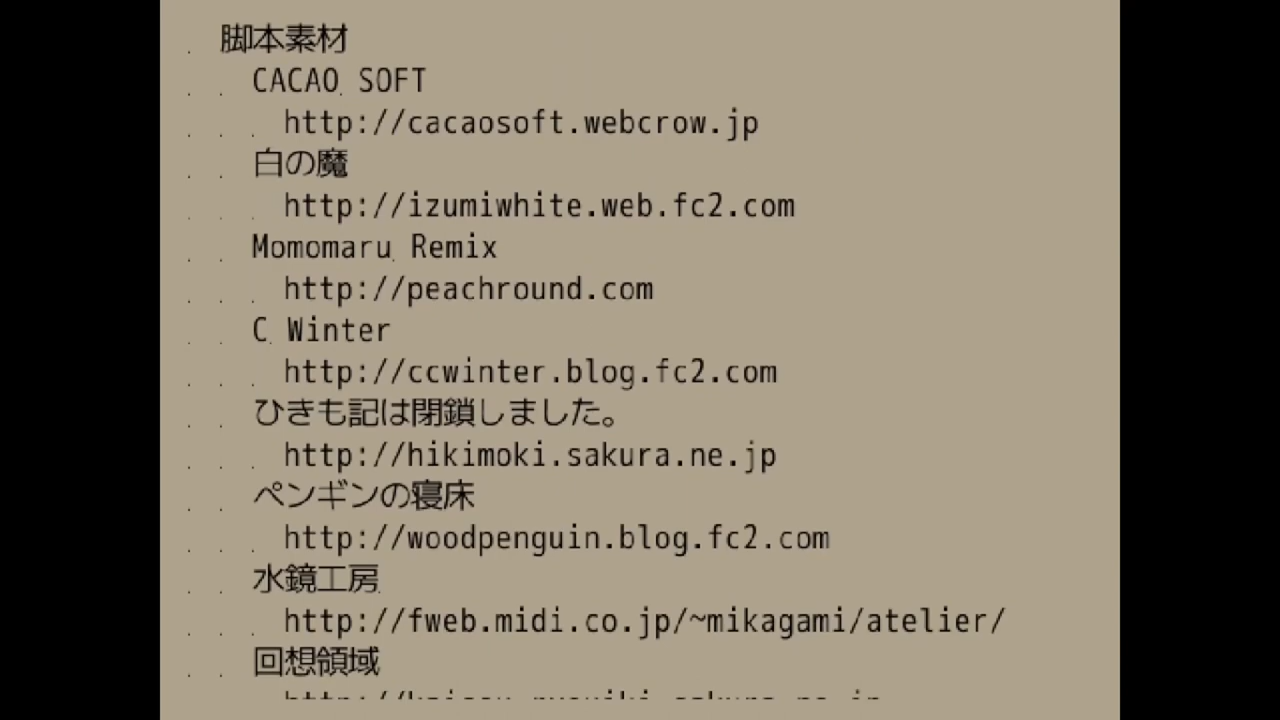 脚本素材
CACAO SOFT
http://cacaosoft.webcrow.jp
白の魔
http://izumiwhite.web.fc2.com
Momomaru Remix
http://peachround.com
C Winter
http://ccwinter.blog.fc2.com
ひきも記は閉鎖しました。
http://hikimoki.sakura.ne.jp
ペンギンの寝床
http://woodpenguin.blog.fc2.com
水鏡工房
http://fweb.midi.co.jp/~mikagami/atelier/
回想領域